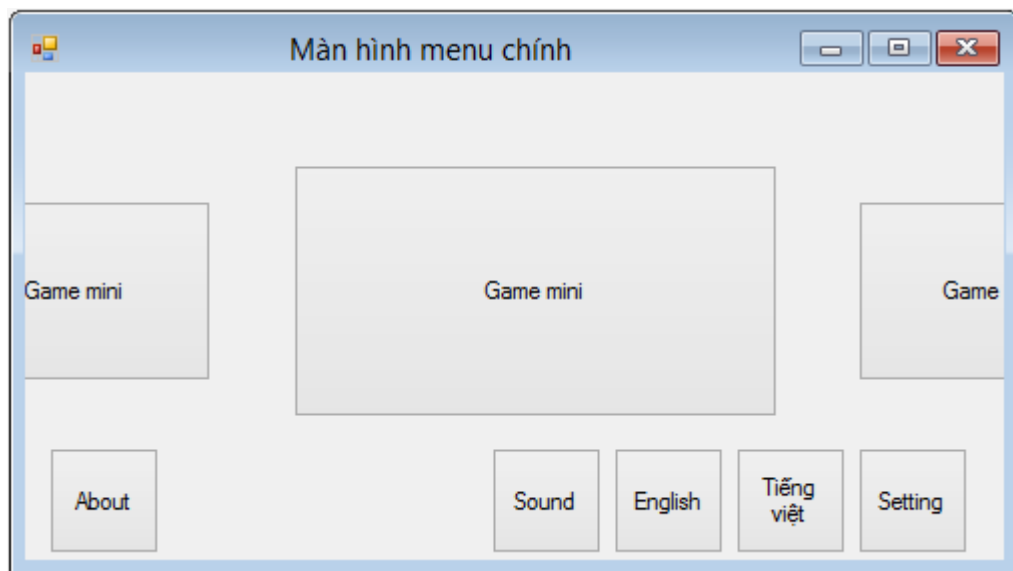 Màn hình menu chính
Game mini
Game mini
Game
About
Sound
English
Tiếng
việt
Setting